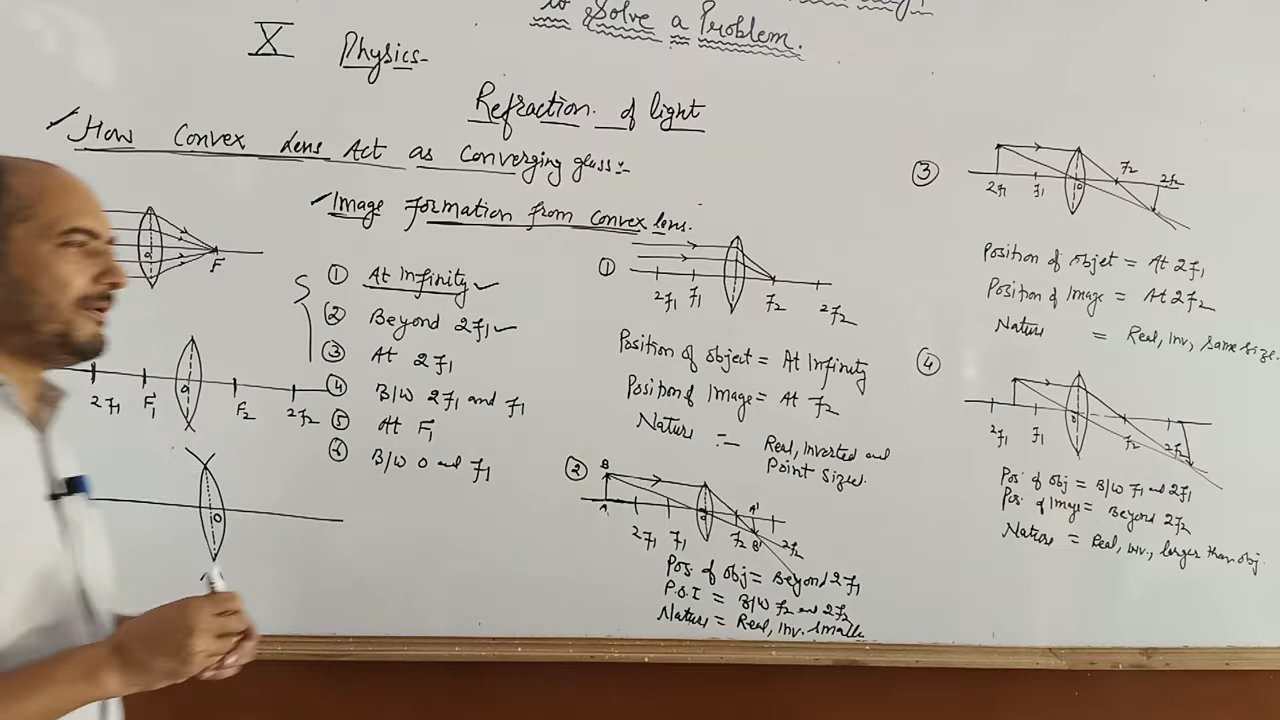 to Solve a Problem.
X Physics-
Refraction. of light
How Convex Lens Act as Converging glass:-
Image Formation from Convex lens.
① At Infinity
② Beyond 2F1
③ At 2F1
④ B/W 2F1 and F1
⑤ At F1
⑥ B/W O and F1
O F
2F1 F1 O F2 2F2
O
①
2F1 F1 F2 2F2
Position of object = At Infinity
Position of Image = At F2
Nature :- Real, Inverted and
Point sized.
②
B A 2F1 F1 O F2 A' B' 2F2
Pos. of obj = Beyond 2F1
P.O.I = B/W F2 and 2F2
Nature = Real, Inv. Smaller
③
2F1 F1 O F2 2F2
Position of objet = At 2F1
Position of Image = At 2F2
Nature = Real, Inv, Same size.
④
2F1 F1 O F2 2F2
Pos. of obj = B/W F1 and 2F1
Pos. of Image = Beyond 2F2
Nature = Real, Inv., larger than obj.